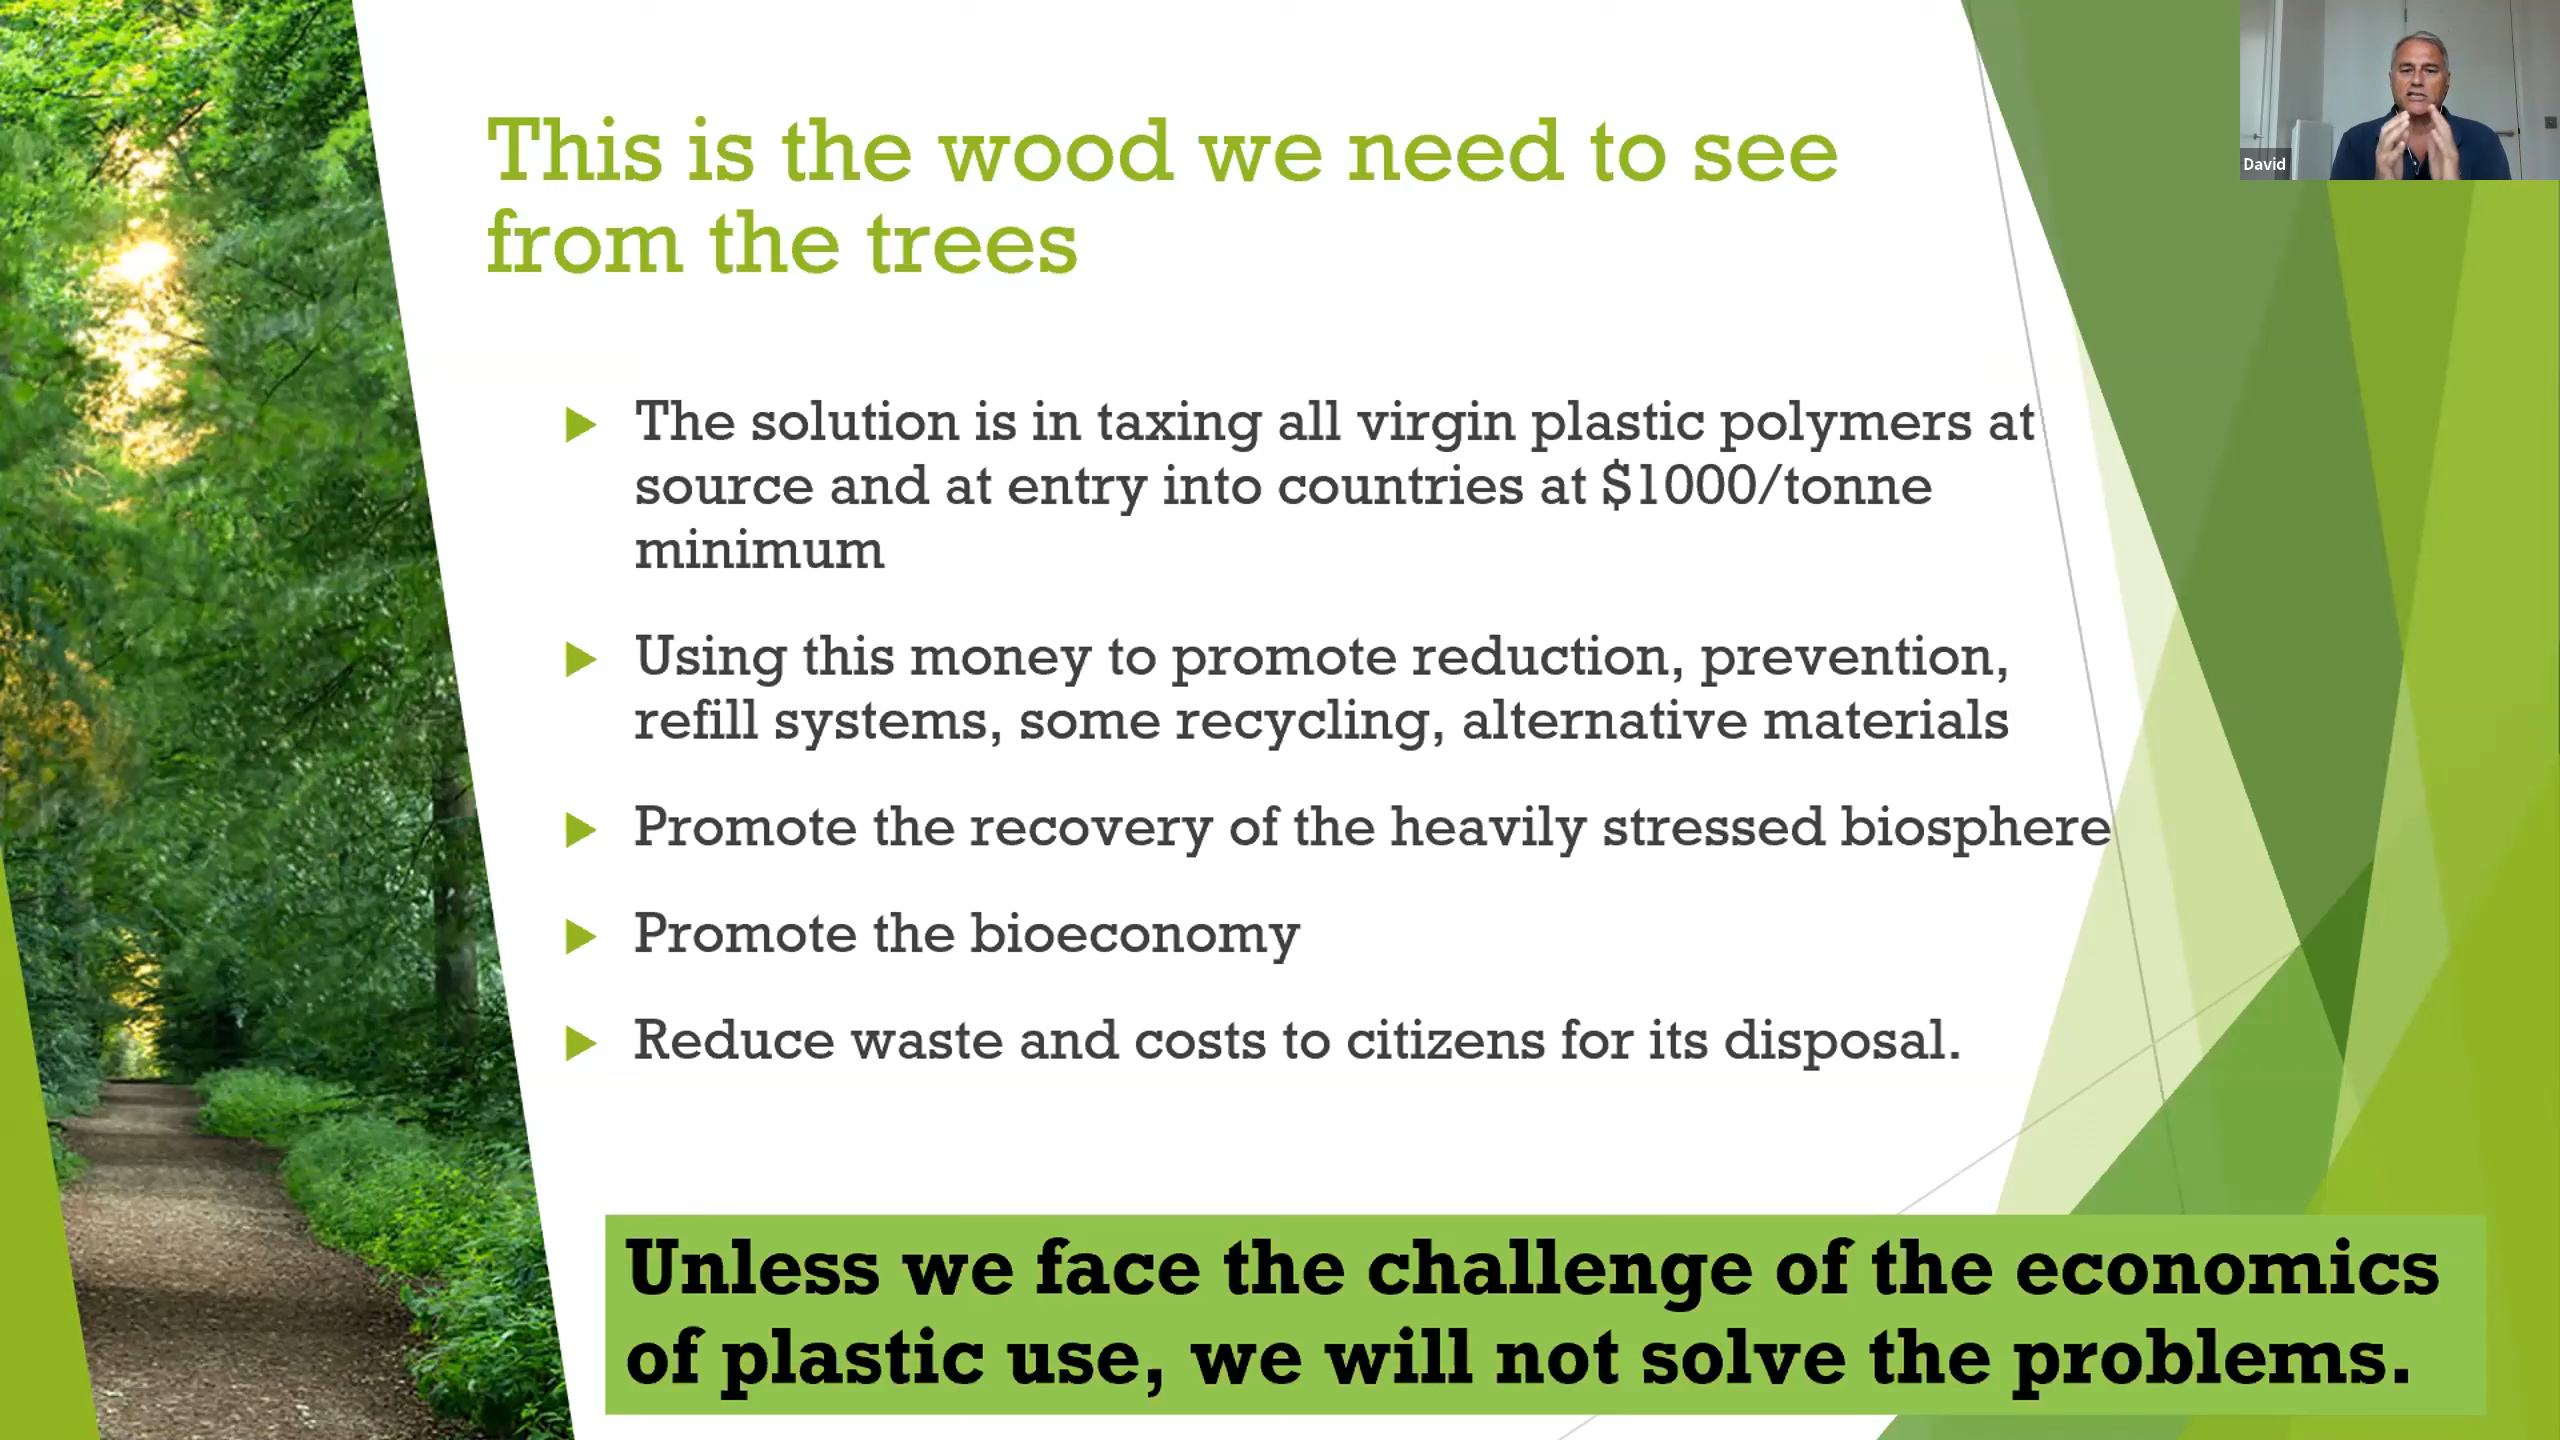 This is the wood we need to see
from the trees
The solution is in taxing all virgin plastic polymers at
source and at entry into countries at $1000/tonne
minimum
Using this money to promote reduction, prevention,
refill systems, some recycling, alternative materials
Promote the recovery of the heavily stressed biosphere
Promote the bioeconomy
Reduce waste and costs to citizens for its disposal.
Unless we face the challenge of the economics
of plastic use, we will not solve the problems.
David